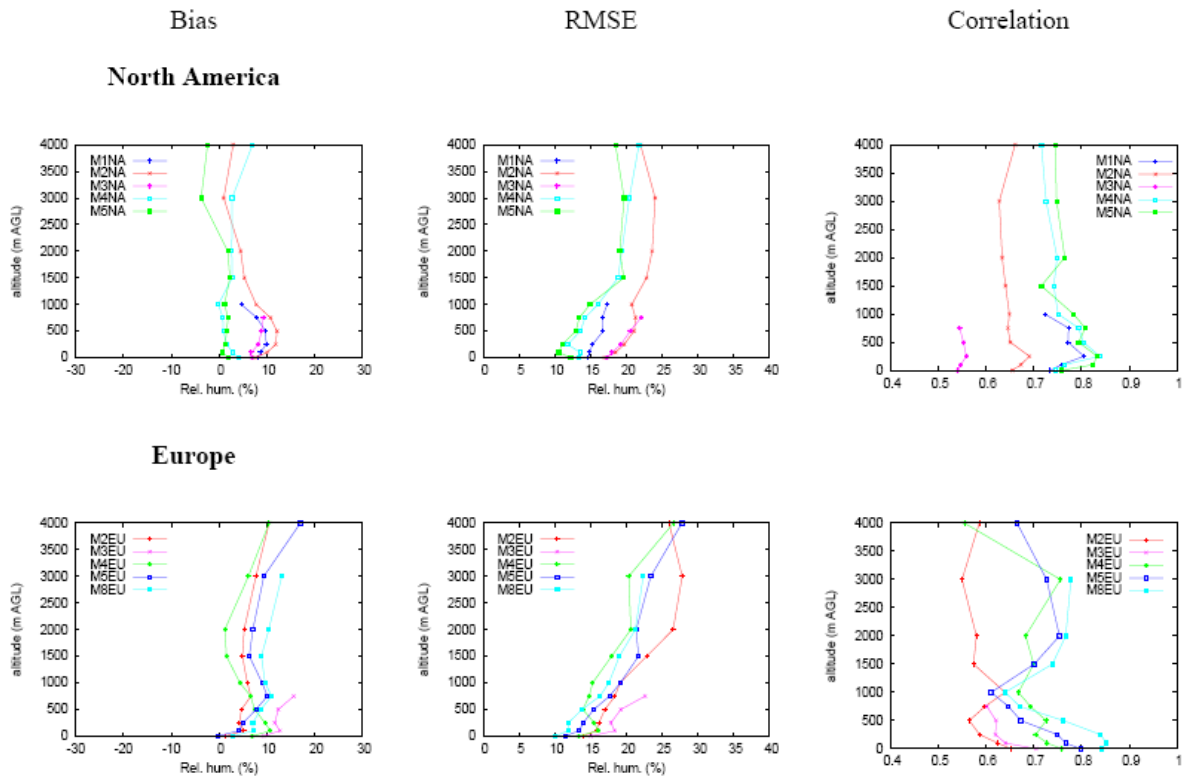 Bias RMSE Correlation
North America
4000 3500 3000 2500 2000 1500 1000 500 0
altitude (m AGL)
M1NA
M2NA
M3NA
M4NA
M5NA
-30 -20 -10 0 10 20 30
Rel. hum. (%)
4000 3500 3000 2500 2000 1500 1000 500 0
altitude (m AGL)
M1NA
M2NA
M3NA
M4NA
M5NA
0 5 10 15 20 25 30 35 40
Rel. hum. (%)
4000 3500 3000 2500 2000 1500 1000 500 0
altitude (m AGL)
M1NA
M2NA
M3NA
M4NA
M5NA
0.4 0.5 0.6 0.7 0.8 0.9 1
Europe
4000 3500 3000 2500 2000 1500 1000 500 0
altitude (m AGL)
M2EU
M3EU
M4EU
M5EU
M8EU
-30 -20 -10 0 10 20 30
Rel. hum. (%)
4000 3500 3000 2500 2000 1500 1000 500 0
altitude (m AGL)
M2EU
M3EU
M4EU
M5EU
M8EU
0 5 10 15 20 25 30 35 40
Rel. hum. (%)
4000 3500 3000 2500 2000 1500 1000 500 0
altitude (m AGL)
M2EU
M3EU
M4EU
M5EU
M8EU
0.4 0.5 0.6 0.7 0.8 0.9 1